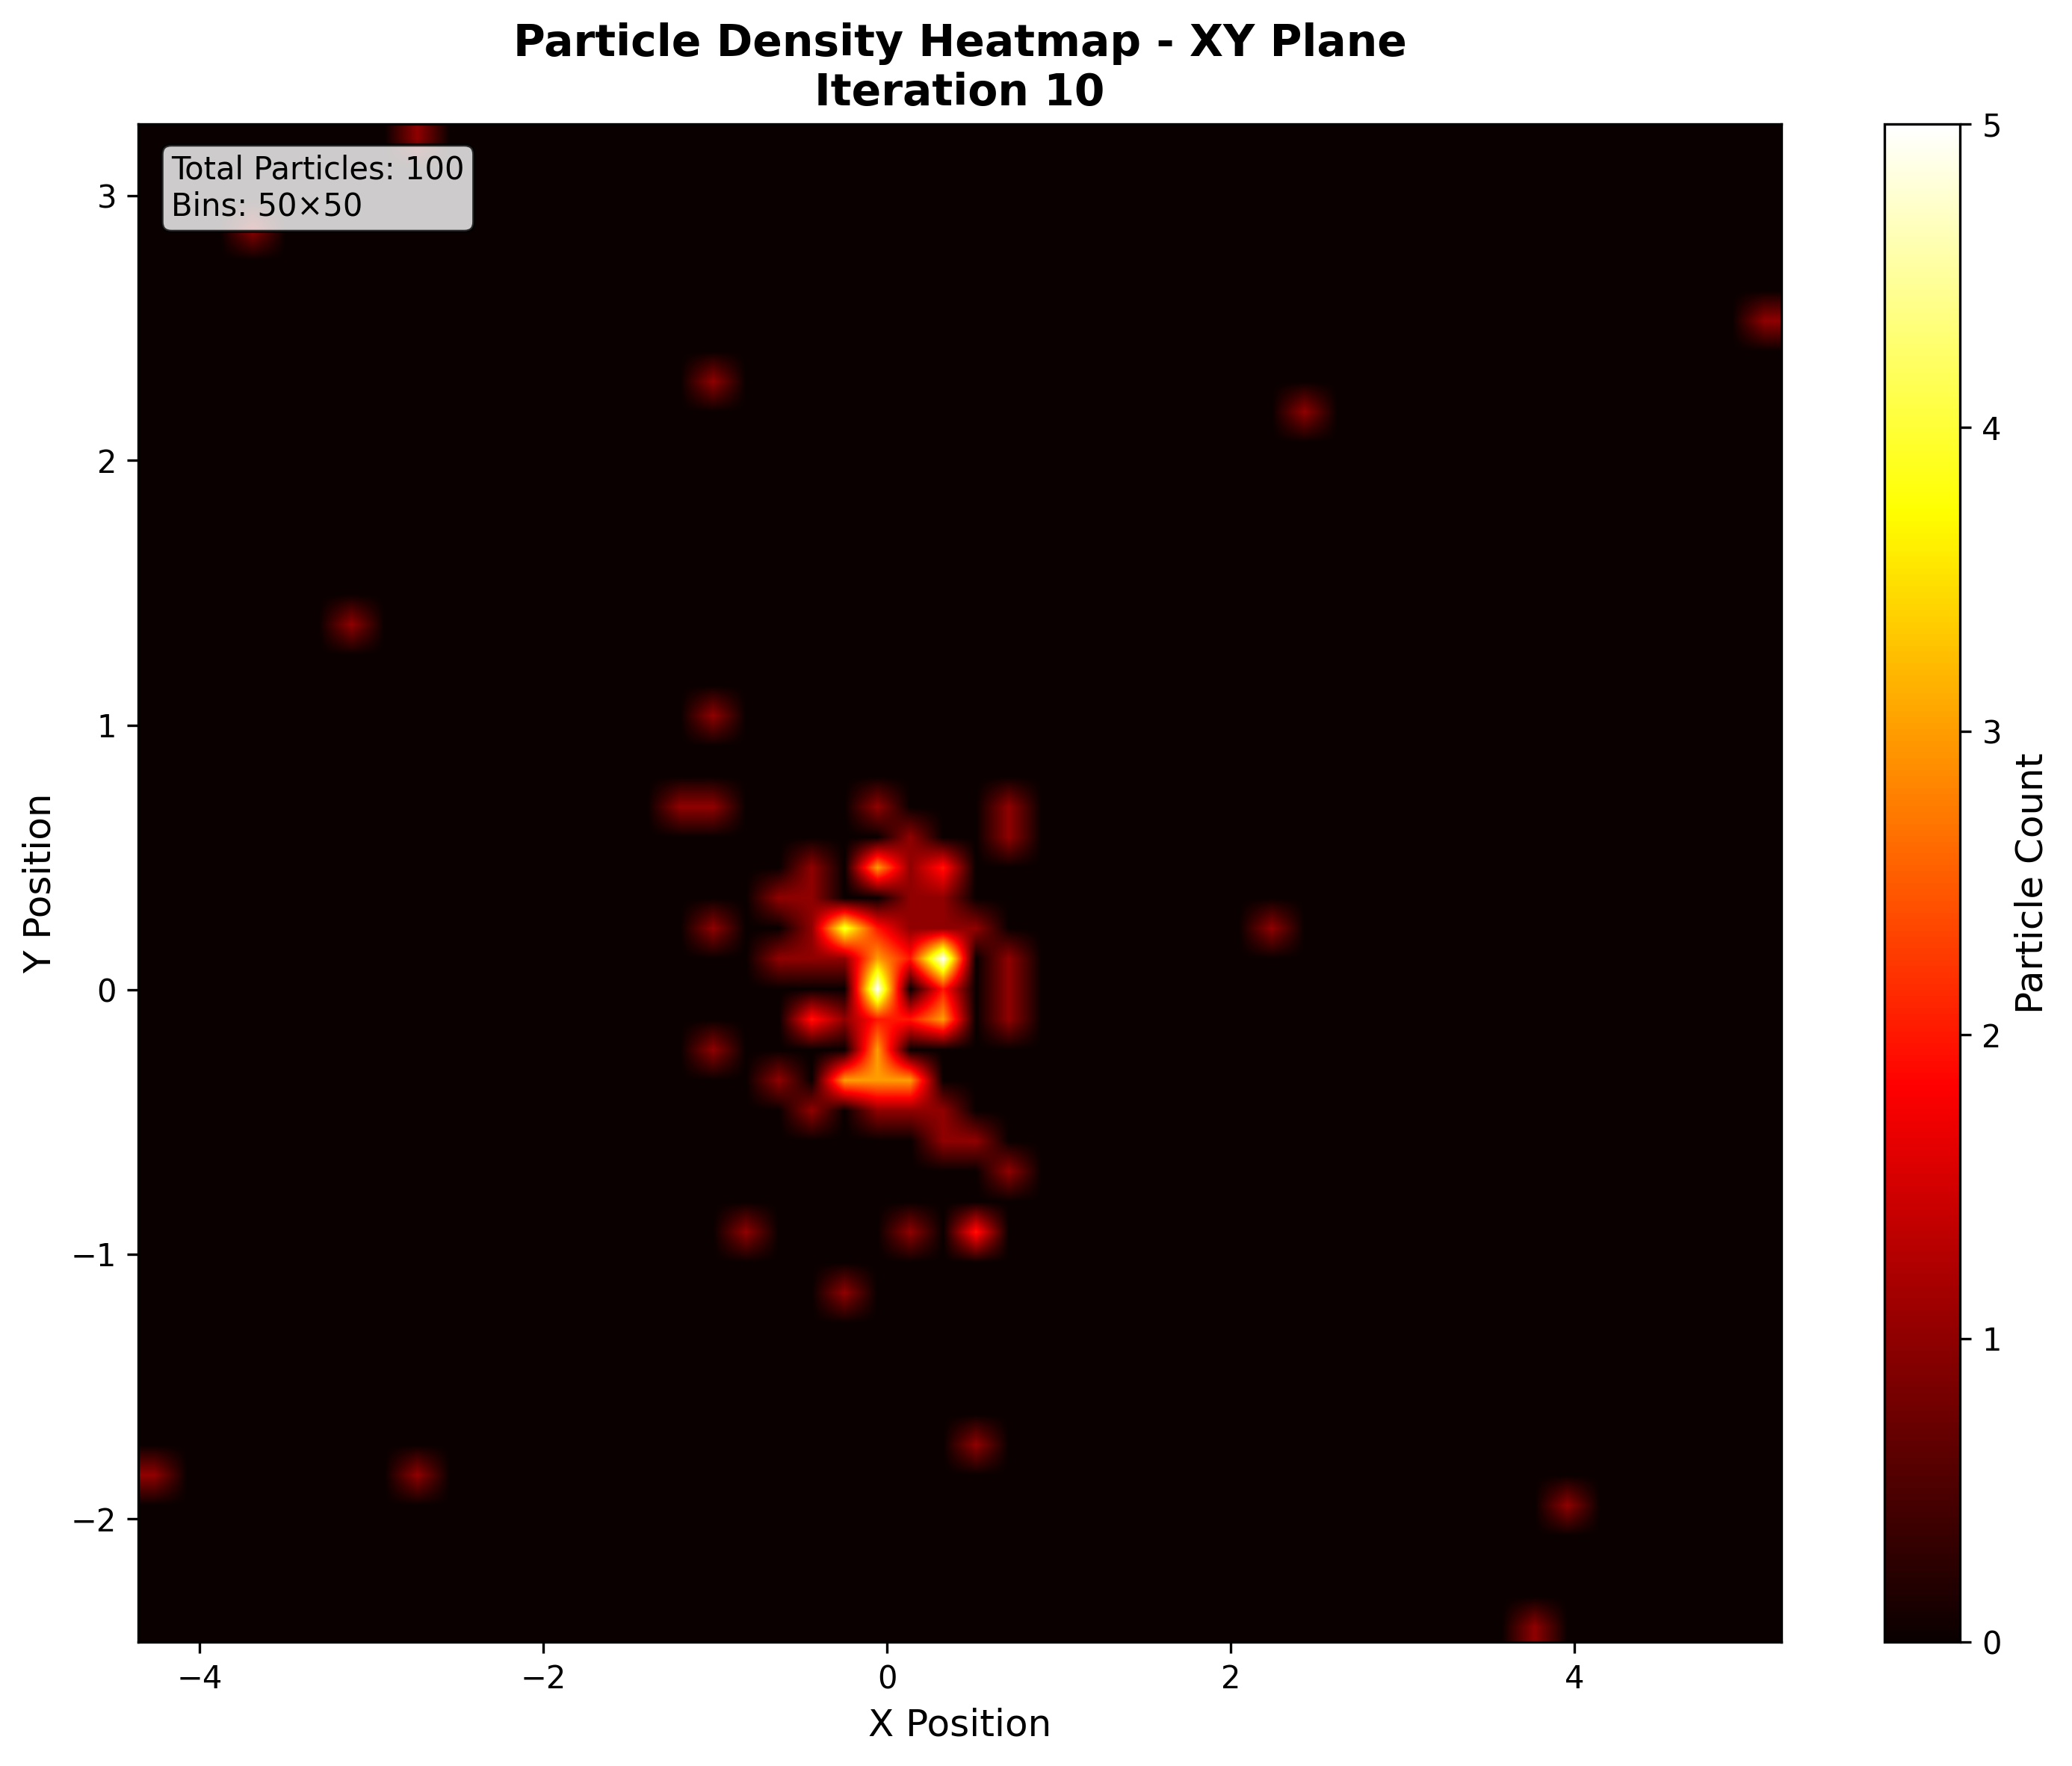 Particle Density Heatmap - XY Plane
Iteration 10
Total Particles: 100
Bins: 50×50
3
2
1
0
−1
−2
Y Position
−4
−2
0
2
4
X Position
5
4
3
2
1
0
Particle Count